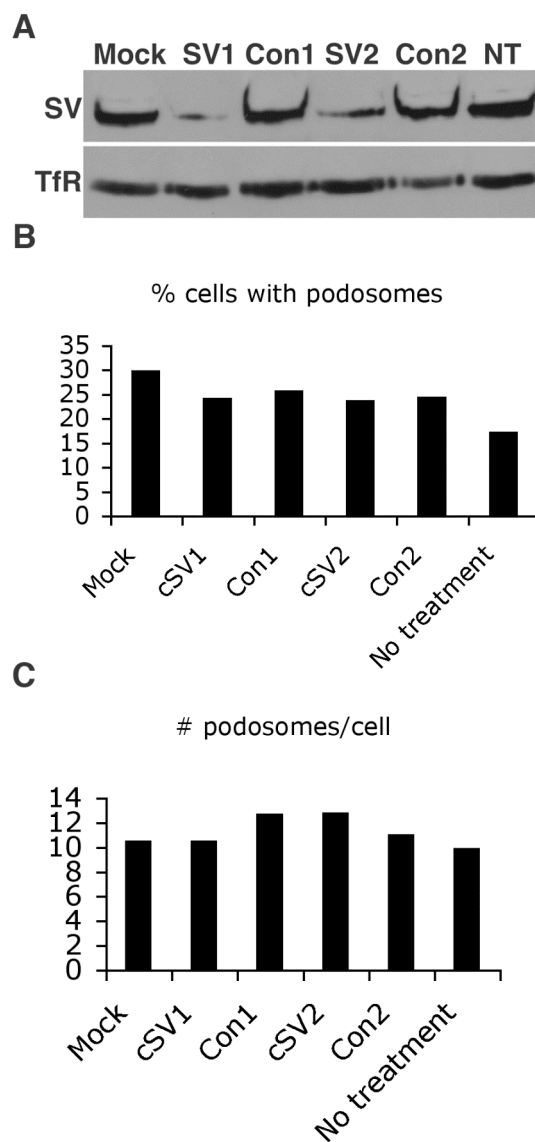 A
Mock SV1 Con1 SV2 Con2 NT
SV
TfR
B
% cells with podosomes
35
30
25
20
15
10
5
0
Mock
cSV1
Con1
cSV2
Con2
No treatment
C
# podosomes/cell
14
12
10
8
6
4
2
0
Mock
cSV1
Con1
cSV2
Con2
No treatment